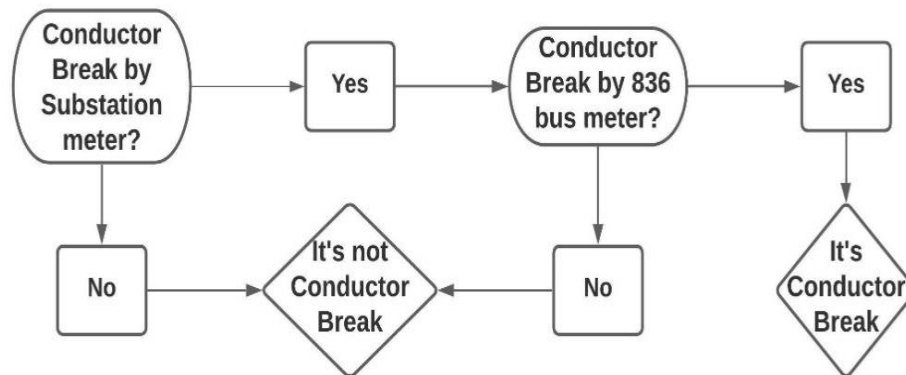 Conductor
Break by
Substation
meter?
Yes
Conductor
Break by 836
bus meter?
Yes
No
It's not
Conductor
Break
No
It's
Conductor
Break